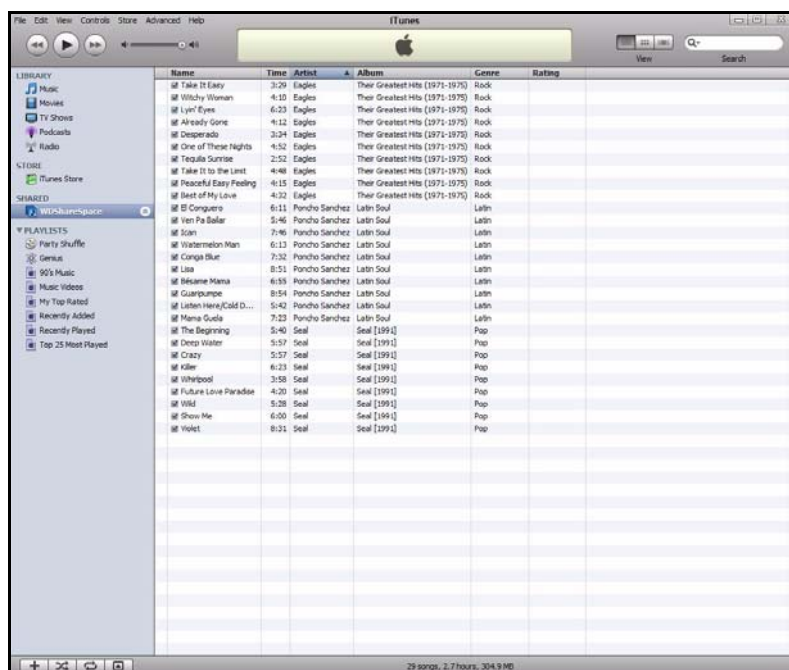 File Edit View Controls Store Advanced Help iTunes
View Search
LIBRARY
Music
Movies
TV Shows
Podcasts
Radio
STORE
iTunes Store
SHARED
WDShareSpace
PLAYLISTS
Party Shuffle
Genius
90's Music
Music Videos
My Top Rated
Recently Added
Recently Played
Top 25 Most Played
Name Time Artist Album Genre Rating
Take It Easy 3:29 Eagles Their Greatest Hits (1971-1975) Rock
Witchy Woman 4:10 Eagles Their Greatest Hits (1971-1975) Rock
Lyin' Eyes 6:23 Eagles Their Greatest Hits (1971-1975) Rock
Already Gone 4:12 Eagles Their Greatest Hits (1971-1975) Rock
Desperado 3:34 Eagles Their Greatest Hits (1971-1975) Rock
One of These Nights 4:52 Eagles Their Greatest Hits (1971-1975) Rock
Tequila Sunrise 2:52 Eagles Their Greatest Hits (1971-1975) Rock
Take It to the Limit 4:48 Eagles Their Greatest Hits (1971-1975) Rock
Peaceful Easy Feeling 4:15 Eagles Their Greatest Hits (1971-1975) Rock
Best of My Love 4:32 Eagles Their Greatest Hits (1971-1975) Rock
El Conguero 6:11 Poncho Sanchez Latin Soul Latin
Ven Pa Bailar 5:46 Poncho Sanchez Latin Soul Latin
Ican 7:46 Poncho Sanchez Latin Soul Latin
Watermelon Man 6:13 Poncho Sanchez Latin Soul Latin
Conga Blue 7:32 Poncho Sanchez Latin Soul Latin
Lisa 8:51 Poncho Sanchez Latin Soul Latin
Bésame Mama 6:55 Poncho Sanchez Latin Soul Latin
Guaripumpe 8:54 Poncho Sanchez Latin Soul Latin
Listen Here/Cold D... 5:42 Poncho Sanchez Latin Soul Latin
Mama Guela 7:23 Poncho Sanchez Latin Soul Latin
The Beginning 5:40 Seal Seal [1991] Pop
Deep Water 5:57 Seal Seal [1991] Pop
Crazy 5:57 Seal Seal [1991] Pop
Killer 6:23 Seal Seal [1991] Pop
Whirlpool 3:58 Seal Seal [1991] Pop
Future Love Paradise 4:20 Seal Seal [1991] Pop
Wild 5:28 Seal Seal [1991] Pop
Show Me 6:00 Seal Seal [1991] Pop
Violet 8:31 Seal Seal [1991] Pop
29 songs, 2.7 hours, 304.9 MB